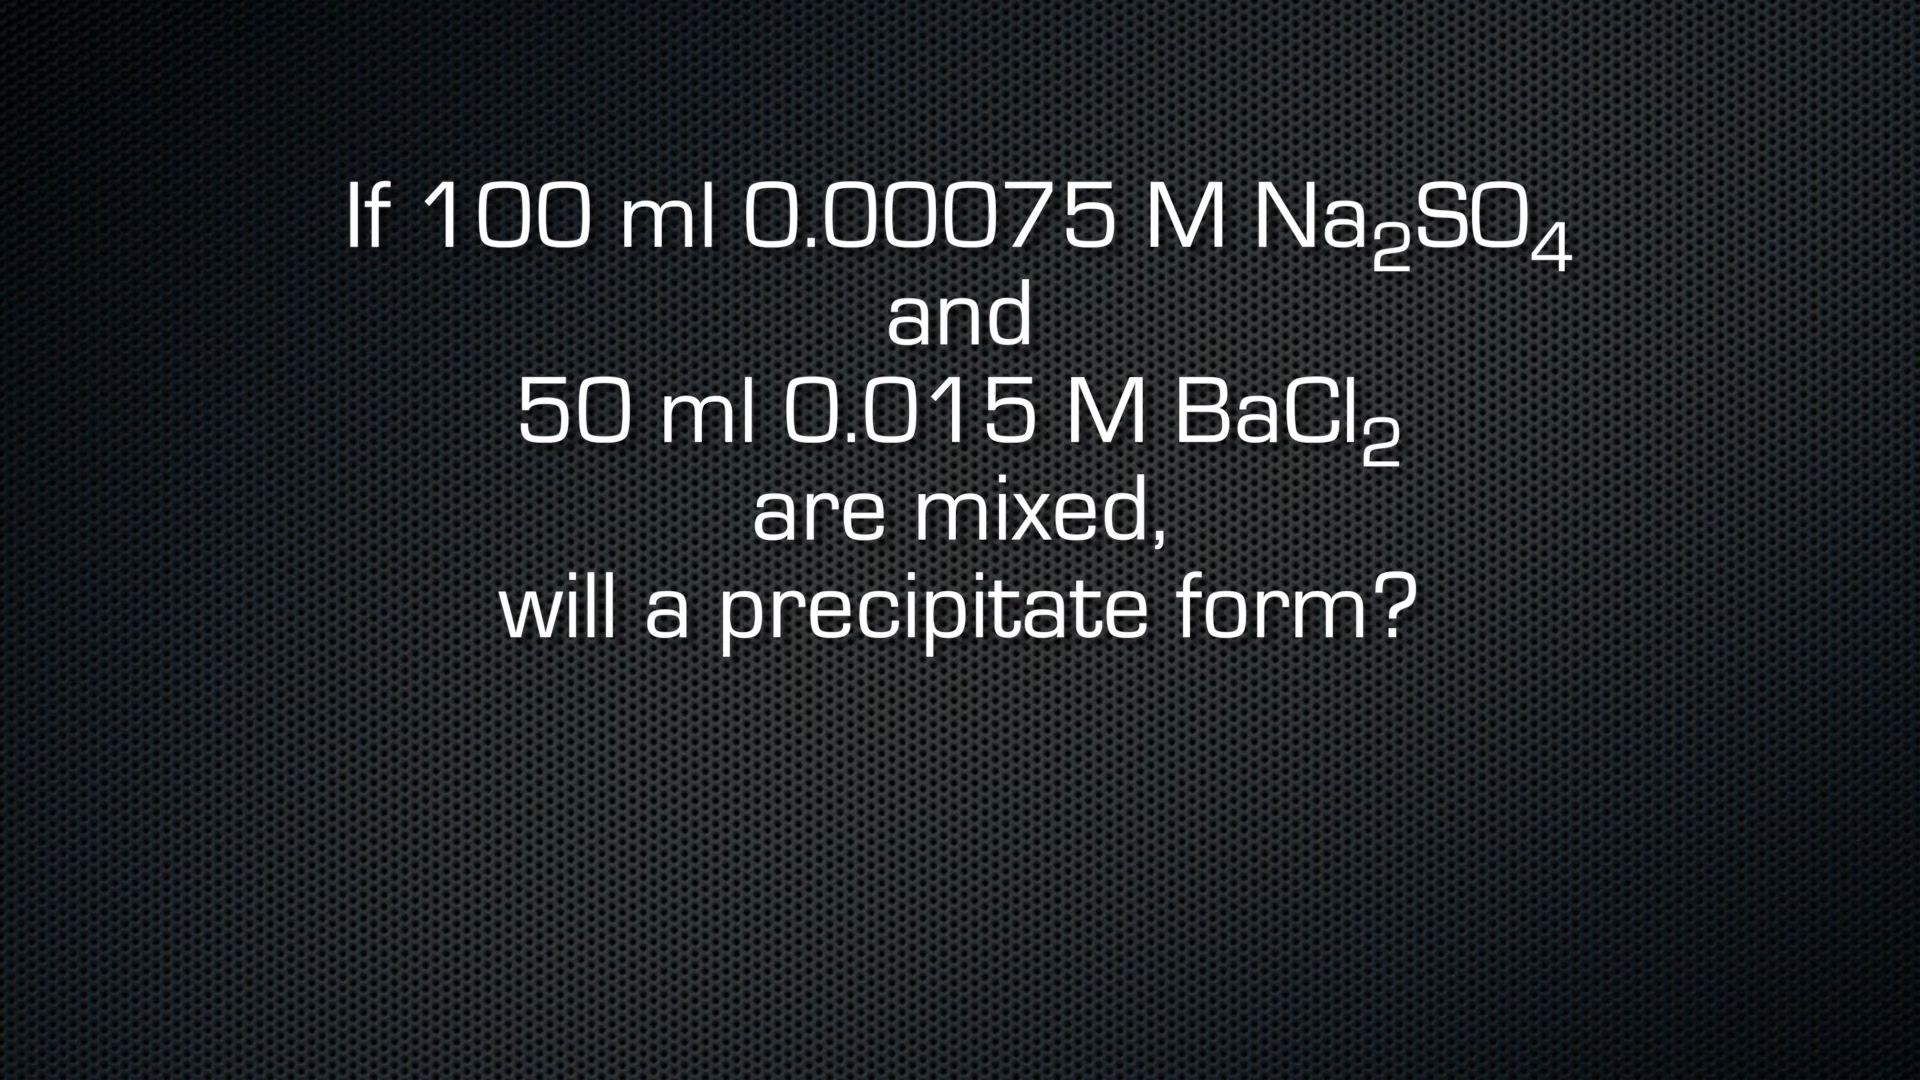 If 100 ml 0.00075 M Na₂SO₄
and
50 ml 0.015 M BaCl₂
are mixed,
will a precipitate form?